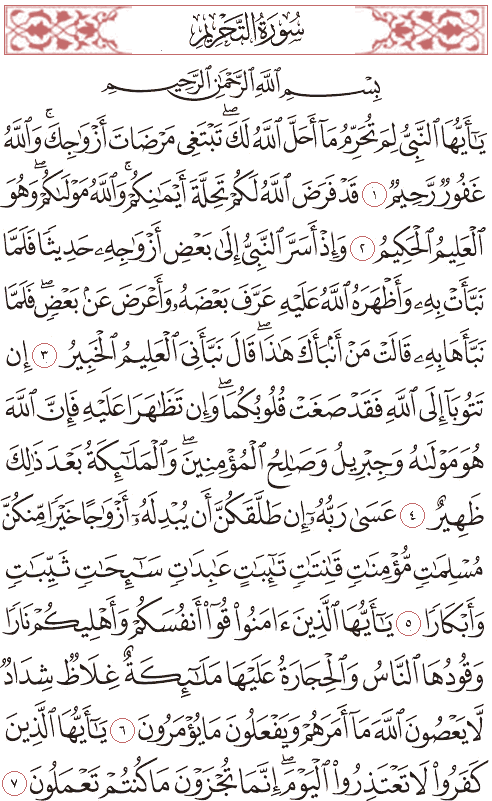 سُورَةُ التَّحْرِيمِ
بِسْمِ اللَّهِ الرَّحْمَٰنِ الرَّحِيمِ
يَٰٓأَيُّهَا ٱلنَّبِيُّ لِمَ تُحَرِّمُ مَآ أَحَلَّ ٱللَّهُ لَكَۖ تَبۡتَغِي مَرۡضَاتَ أَزۡوَٰجِكَۚ وَٱللَّهُ
غَفُورٞ رَّحِيمٞ ١ قَدۡ فَرَضَ ٱللَّهُ لَكُمۡ تَحِلَّةَ أَيۡمَٰنِكُمۡۚ وَٱللَّهُ مَوۡلَىٰكُمۡۖ وَهُوَ
ٱلۡعَلِيمُ ٱلۡحَكِيمُ ٢ وَإِذۡ أَسَرَّ ٱلنَّبِيُّ إِلَىٰ بَعۡضِ أَزۡوَٰجِهِۦ حَدِيثٗا فَلَمَّا
نَبَّأَتۡ بِهِۦ وَأَظۡهَرَهُ ٱللَّهُ عَلَيۡهِ عَرَّفَ بَعۡضَهُۥ وَأَعۡرَضَ عَنۢ بَعۡضٖۖ فَلَمَّا
نَبَّأَهَا بِهِۦ قَالَتۡ مَنۡ أَنۢبَأَكَ هَٰذَاۖ قَالَ نَبَّأَنِيَ ٱلۡعَلِيمُ ٱلۡخَبِيرُ ٣ إِن
تَتُوبَآ إِلَى ٱللَّهِ فَقَدۡ صَغَتۡ قُلُوبُكُمَاۖ وَإِن تَظَٰهَرَا عَلَيۡهِ فَإِنَّ ٱللَّهَ
هُوَ مَوۡلَىٰهُ وَجِبۡرِيلُ وَصَٰلِحُ ٱلۡمُؤۡمِنِينَۖ وَٱلۡمَلَٰٓئِكَةُ بَعۡدَ ذَٰلِكَ
ظَهِيرٌ ٤ عَسَىٰ رَبُّهُۥٓ إِن طَلَّقَكُنَّ أَن يُبۡدِلَهُۥٓ أَزۡوَٰجًا خَيۡرٗا مِّنكُنَّ
مُسۡلِمَٰتٖ مُّؤۡمِنَٰتٖ قَٰنِتَٰتٖ تَٰٓئِبَٰتٍ عَٰبِدَٰتٖ سَٰٓئِحَٰتٖ ثَيِّبَٰتٖ
وَأَبۡكَارٗا ٥ يَٰٓأَيُّهَا ٱلَّذِينَ ءَامَنُواْ قُوٓاْ أَنفُسَكُمۡ وَأَهۡلِيكُمۡ نَارٗا
وَقُودُهَا ٱلنَّاسُ وَٱلۡحِجَارَةُ عَلَيۡهَا مَلَٰٓئِكَةٌ غِلَاظٞ شِدَادٞ
لَّا يَعۡصُونَ ٱللَّهَ مَآ أَمَرَهُمۡ وَيَفۡعَلُونَ مَا يُؤۡمَرُونَ ٦ يَٰٓأَيُّهَا ٱلَّذِينَ
كَفَرُواْ لَا تَعۡتَذِرُواْ ٱلۡيَوۡمَۖ إِنَّمَا تُجۡزَوۡنَ مَا كُنتُمۡ تَعۡمَلُونَ ٧